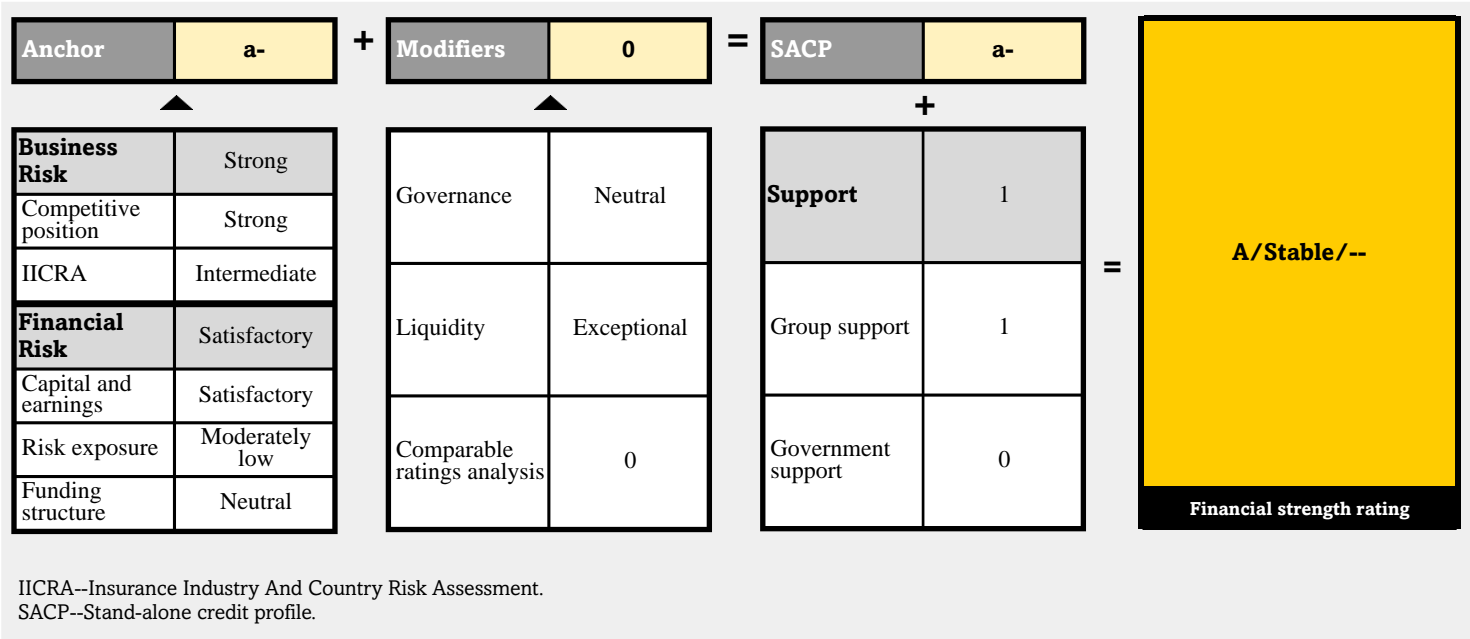 Anchor a- + Modifiers 0 = SACP a-
+
Business
Risk
Strong
Competitive
position
Strong
IICRA Intermediate
Financial
Risk
Satisfactory
Capital and
earnings
Satisfactory
Risk exposure
Moderately
low
Funding
structure
Neutral
Governance Neutral
Liquidity Exceptional
Comparable
ratings analysis
0
Support 1
Group support 1
Government
support
0
=
A/Stable/--
Financial strength rating
IICRA--Insurance Industry And Country Risk Assessment.
SACP--Stand-alone credit profile.